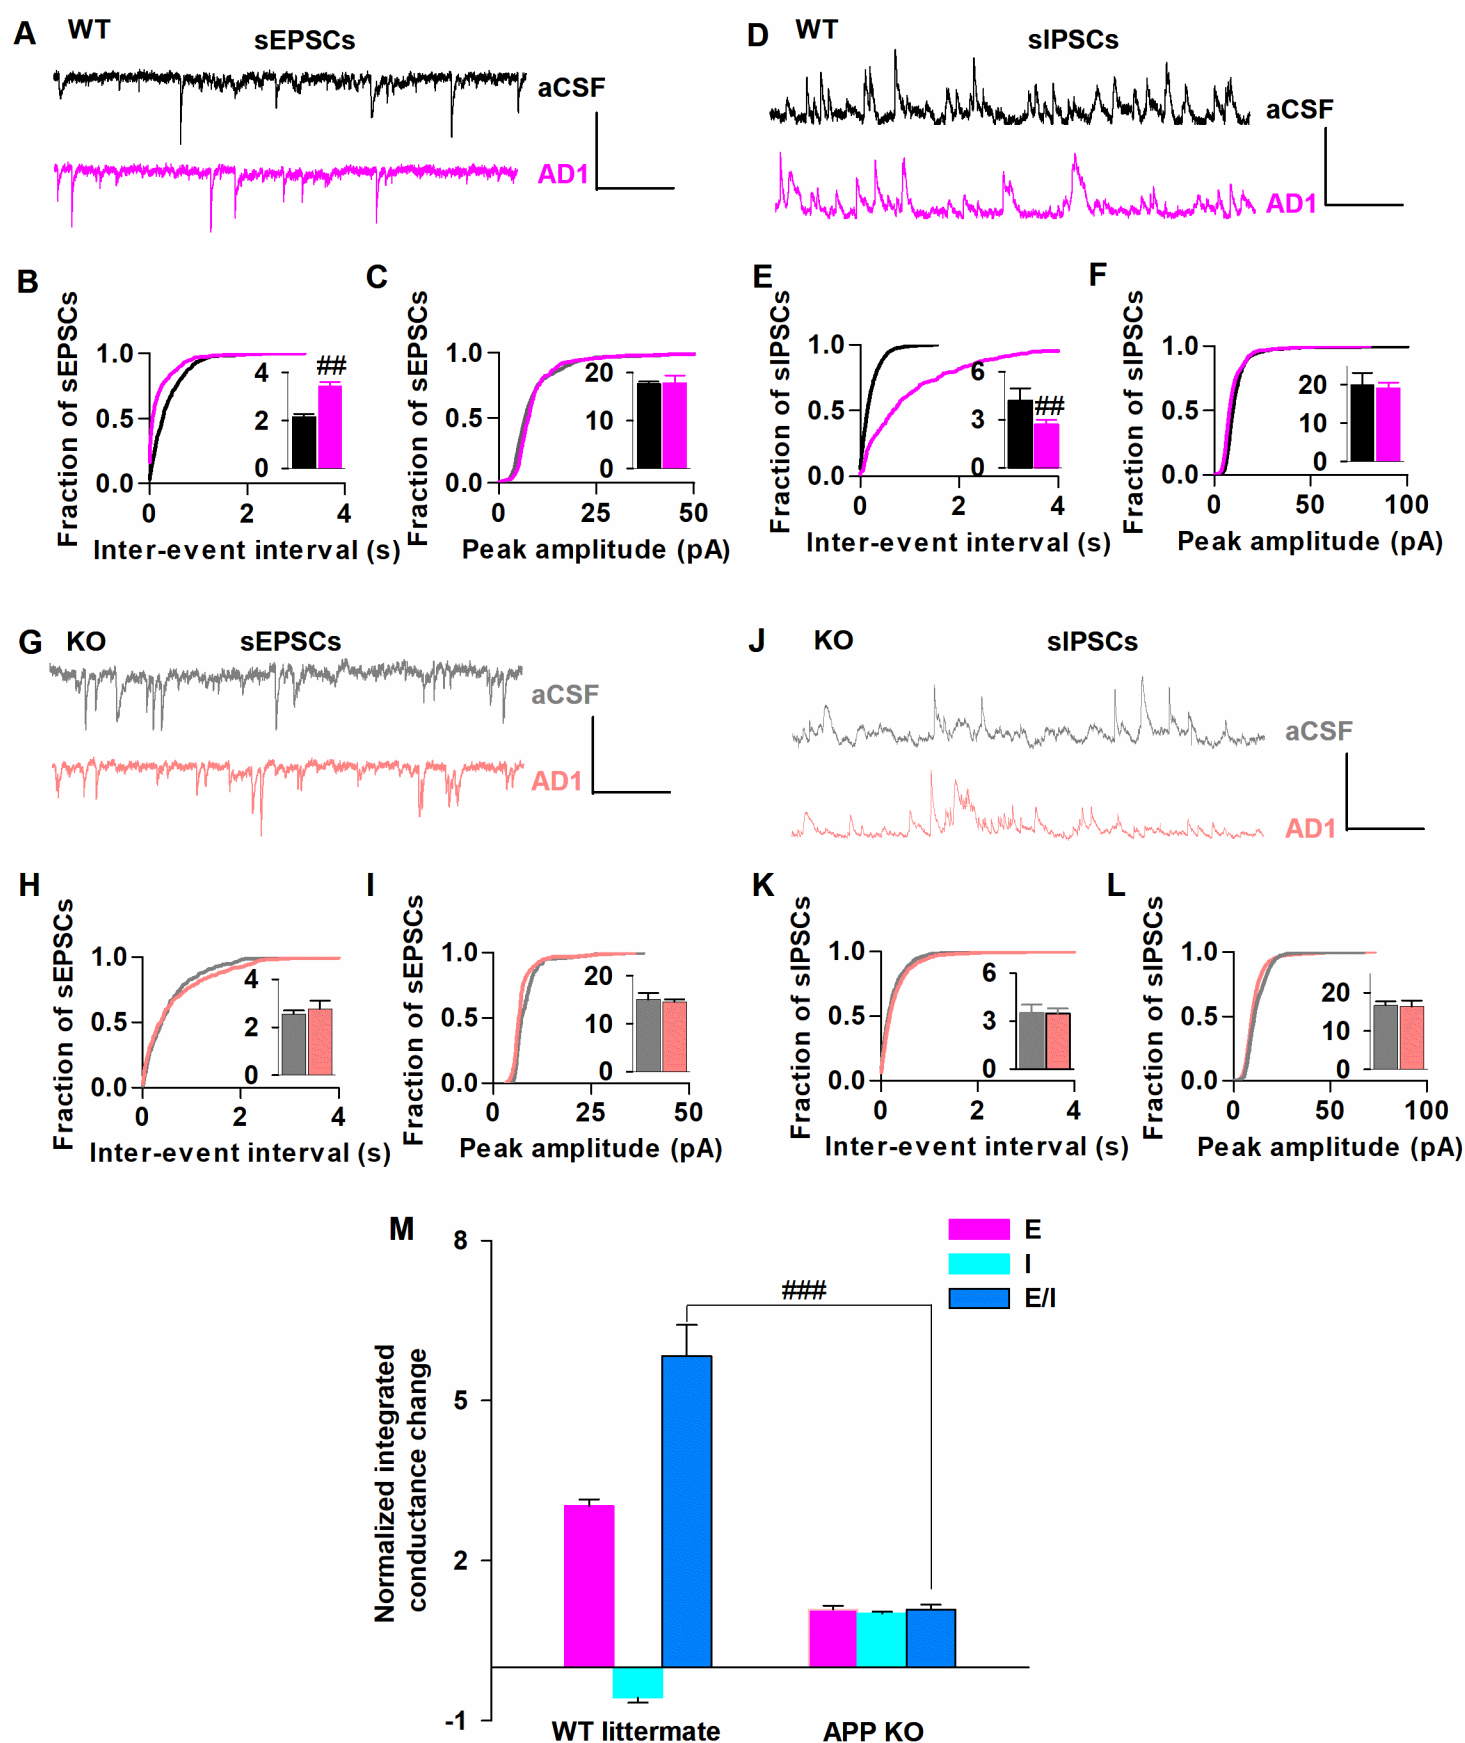 A WT sEPSCs
aCSF
AD1
D WT sIPSCs
aCSF
AD1
B
Fraction of sEPSCs
1.0
0.5
0.0
0 2 4
Inter-event interval (s)
4
2
0
##
C
Fraction of sEPSCs
1.0
0.5
0.0
0 25 50
Peak amplitude (pA)
20
10
0
E
Fraction of sIPSCs
1.0
0.5
0.0
0 2 4
Inter-event interval (s)
6
3
0
##
F
Fraction of sIPSCs
1.0
0.5
0.0
0 50 100
Peak amplitude (pA)
20
10
0
G KO sEPSCs
aCSF
AD1
J KO sIPSCs
aCSF
AD1
H
Fraction of sEPSCs
1.0
0.5
0.0
0 2 4
Inter-event interval (s)
4
2
0
I
Fraction of sEPSCs
1.0
0.5
0.0
0 25 50
Peak amplitude (pA)
20
10
0
K
Fraction of sIPSCs
1.0
0.5
0.0
0 2 4
Inter-event interval (s)
6
3
0
L
Fraction of sIPSCs
1.0
0.5
0.0
0 50 100
Peak amplitude (pA)
20
10
0
M
Normalized integrated
conductance change
8
5
2
-1
###
E
I
E/I
WT littermate APP KO